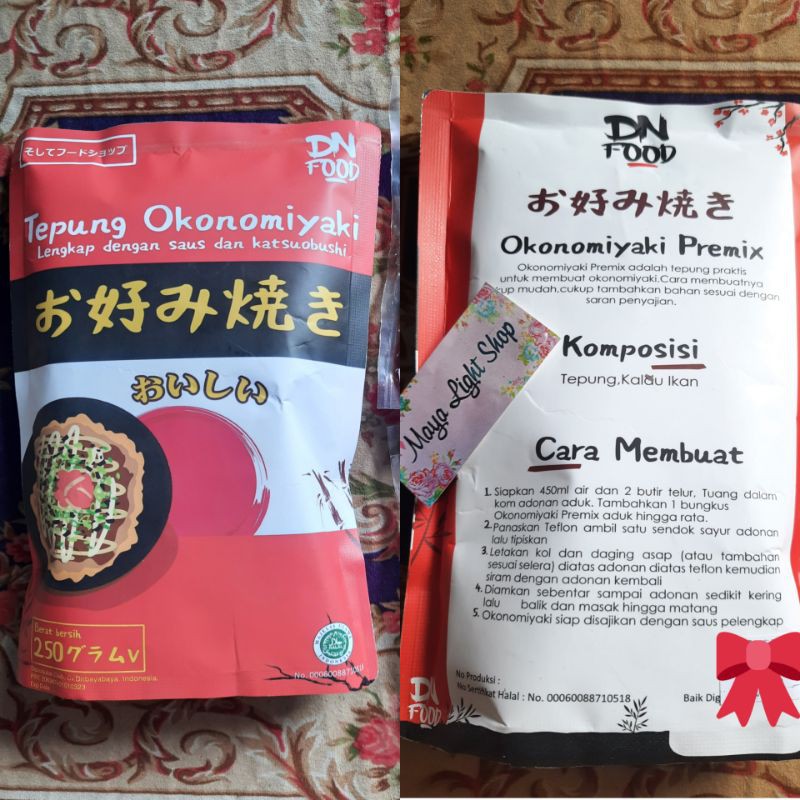 そしてフードショップ
DN
FOOD
Tepung Okonomiyaki
Lengkap dengan saus dan katsuobushi
お好み焼き
おいしい
Berat bersih
250グラムV
No. 00060088710518
DN
FOOD
お好み焼き
Okonomiyaki Premix
Okonomiyaki Premix adalah tepung praktis
untuk membuat okonomiyaki.Cara membuatnya
mudah,cukup tambahkan bahan sesuai dengan
saran penyajian.
Maya Light Shop
Komposisi
Tepung,Kaldu Ikan
Cara Membuat
1. Siapkan 450ml air dan 2 butir telur, Tuang dalam
kom adonan aduk. Tambahkan 1 bungkus
Okonomiyaki Premix aduk hingga rata.
2. Panaskan Teflon ambil satu sendok sayur adonan
lalu tipiskan
3. Letakan kol dan daging asap (atau tambahan
sesuai selera) diatas adonan diatas teflon kemudian
siram dengan adonan kembali
4. Diamkan sebentar sampai adonan sedikit kering
lalu balik dan masak hingga matang
5. Okonomiyaki siap disajikan dengan saus pelengkap
No Produksi :
Sertifikat Halal : No. 00060088710518
Baik Dig
DN
FOOD